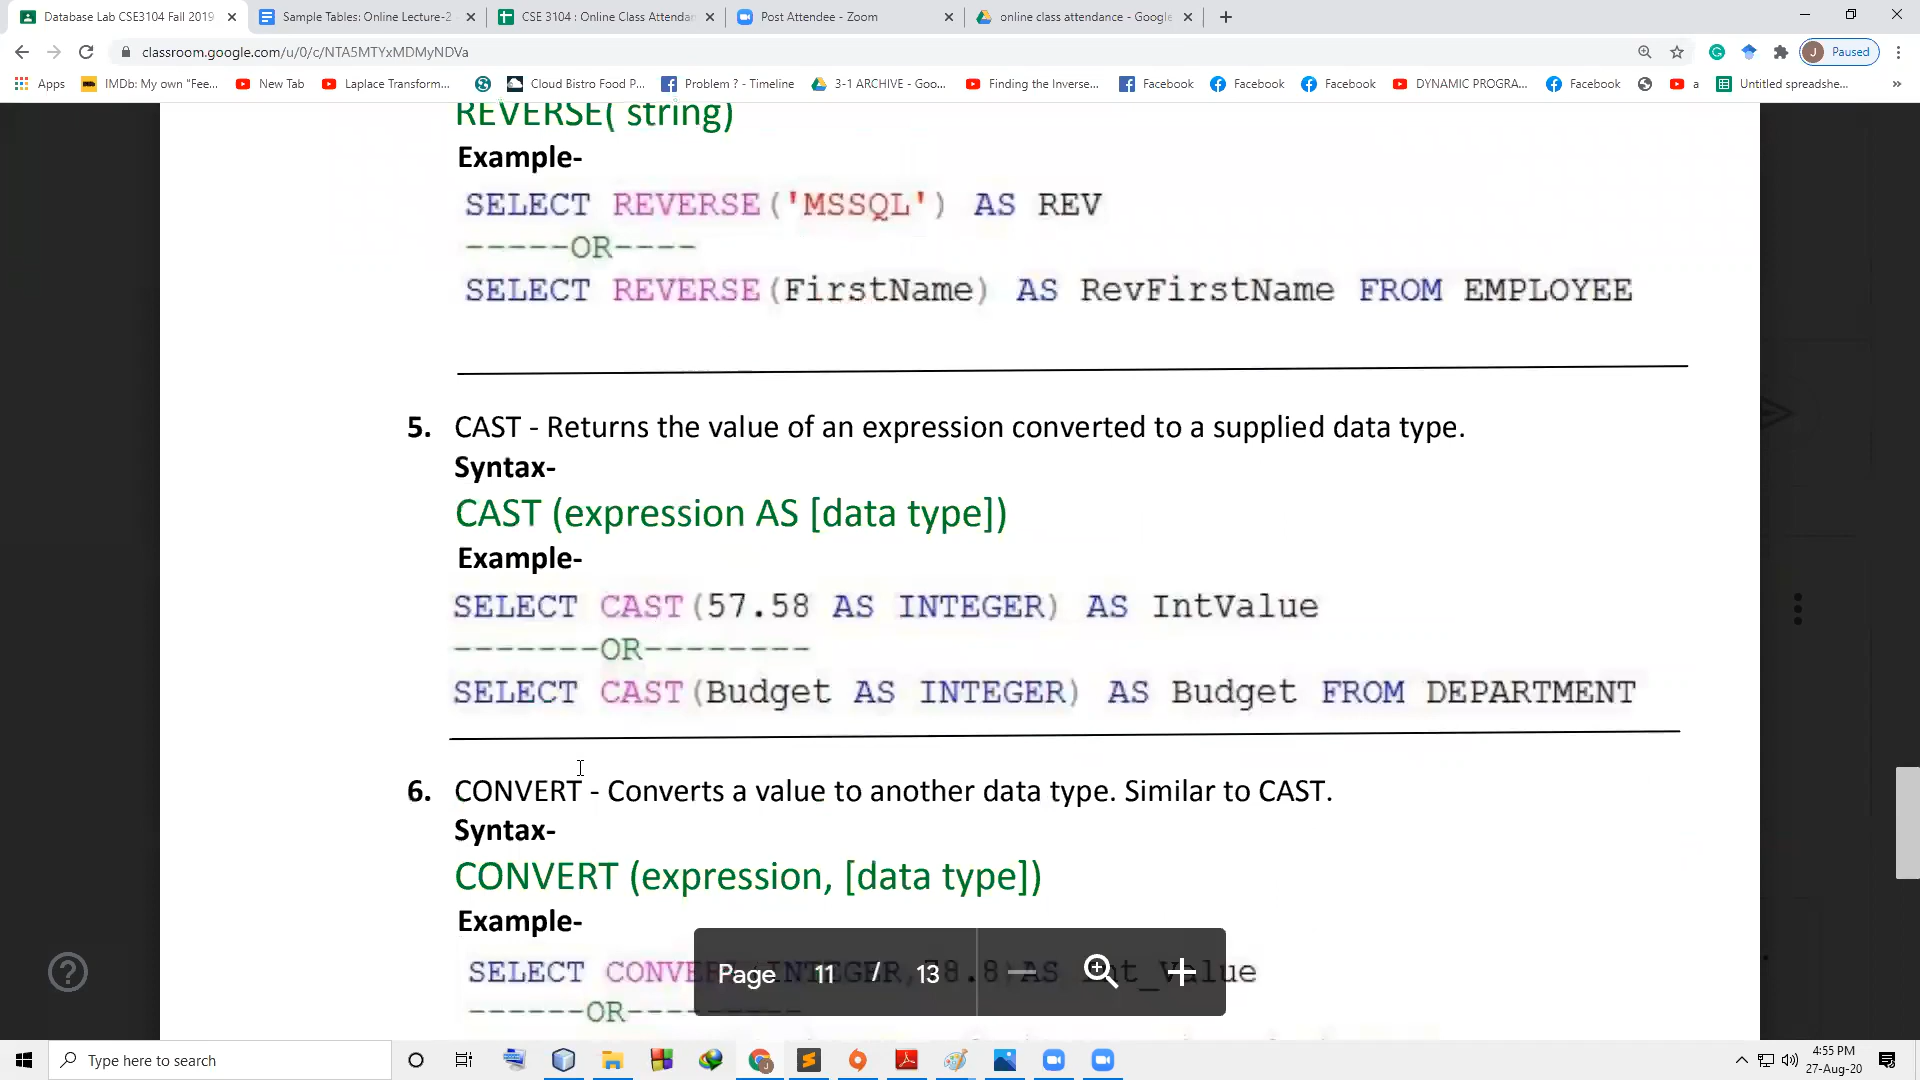 Database Lab CSE3104 Fall 2019
Sample Tables: Online Lecture-2
CSE 3104 : Online Class Attendan
Post Attendee - Zoom
online class attendance - Google
classroom.google.com/u/0/c/NTA5MTYxMDMyNDVa
J Paused
Apps
IMDb: My own "Fee...
New Tab
Laplace Transform...
Cloud Bistro Food P...
Problem ? - Timeline
3-1 ARCHIVE - Goo...
Finding the Inverse...
Facebook
Facebook
Facebook
DYNAMIC PROGRA...
Facebook
a
Untitled spreadshe...
REVERSE( string)
Example-
SELECT REVERSE('MSSQL') AS REV
-----OR----
SELECT REVERSE(FirstName) AS RevFirstName FROM EMPLOYEE
5. CAST - Returns the value of an expression converted to a supplied data type.
Syntax-
CAST (expression AS [data type])
Example-
SELECT CAST(57.58 AS INTEGER) AS IntValue
-------OR--------
SELECT CAST(Budget AS INTEGER) AS Budget FROM DEPARTMENT
6. CONVERT - Converts a value to another data type. Similar to CAST.
Syntax-
CONVERT (expression, [data type])
Example-
SELECT INTEGER, AS
Page 11 / 13
------OR----------
Type here to search
4:55 PM
27-Aug-20